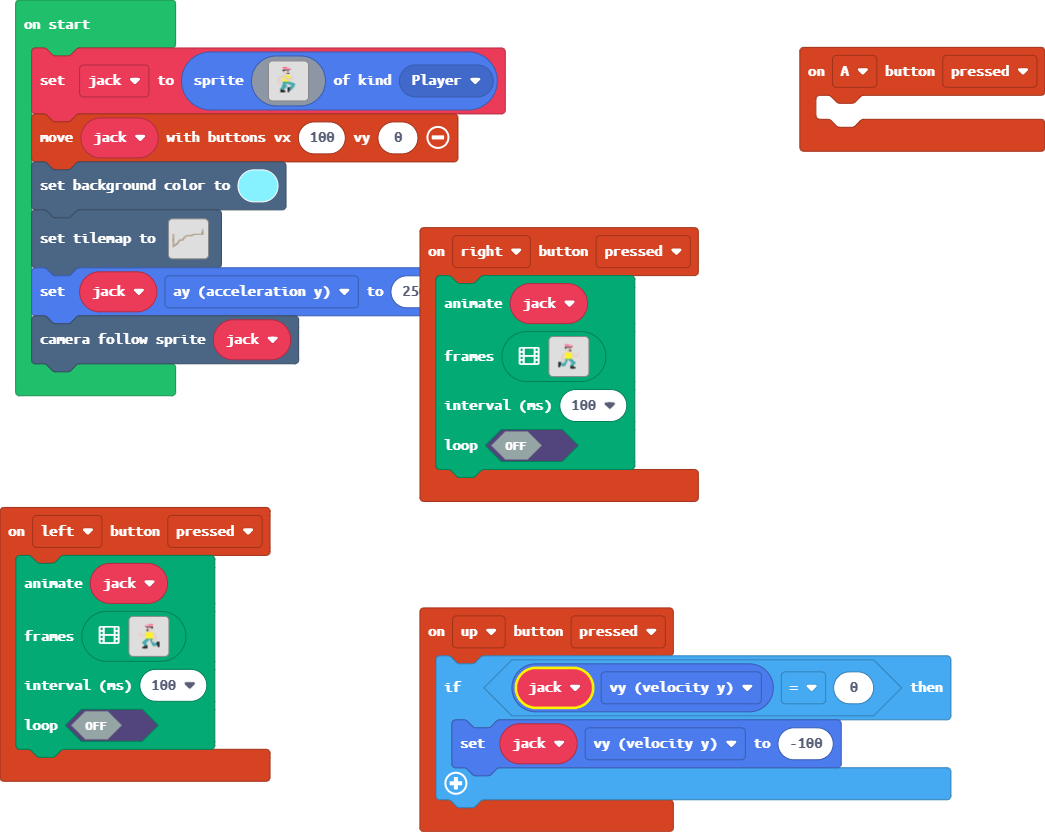 on start
set jack to sprite of kind Player
move jack with buttons vx 100 vy 0
set background color to
set tilemap to
set jack ay (acceleration y) to 25
camera follow sprite jack
on A button pressed
on right button pressed
animate jack
frames
interval (ms) 100
loop OFF
on left button pressed
animate jack
frames
interval (ms) 100
loop OFF
on up button pressed
if jack vy (velocity y) = 0 then
set jack vy (velocity y) to -100